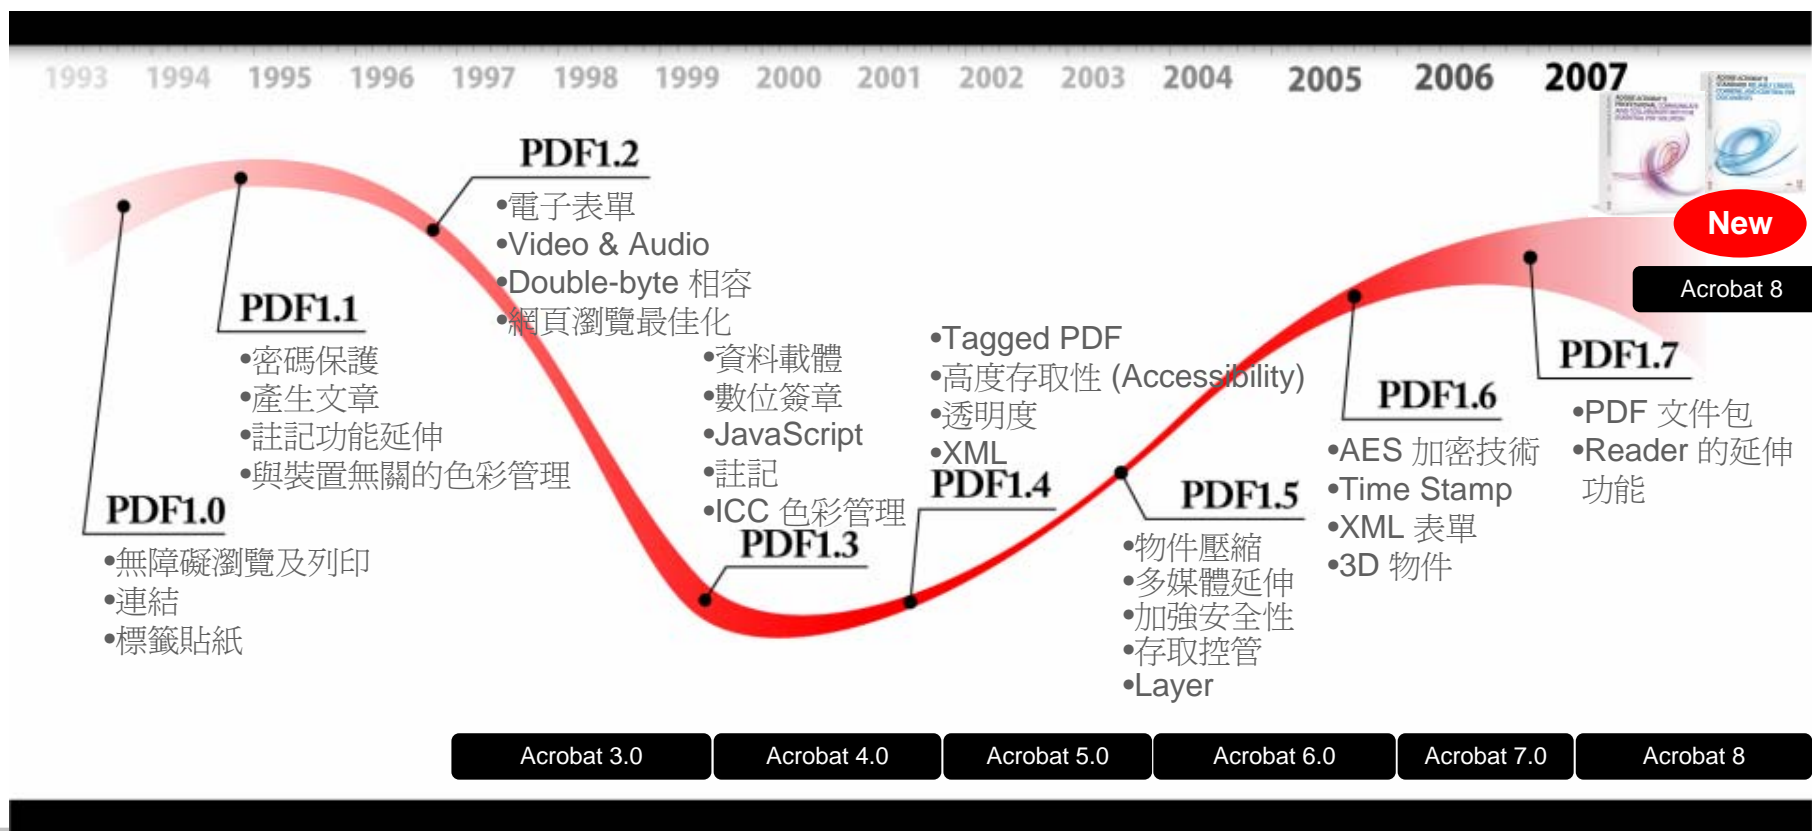 1993 1994 1995 1996 1997 1998 1999 2000 2001 2002 2003 2004 2005 2006 2007
New
Acrobat 8
PDF1.0
•無障礙瀏覽及列印
•連結
•標籤貼紙
PDF1.1
•密碼保護
•產生文章
•註記功能延伸
•與裝置無關的色彩管理
PDF1.2
•電子表單
•Video & Audio
•Double-byte 相容
•網頁瀏覽最佳化
•資料載體
•數位簽章
•JavaScript
•註記
•ICC 色彩管理
PDF1.3
•Tagged PDF
•高度存取性 (Accessibility)
•透明度
•XML
PDF1.4
PDF1.5
•物件壓縮
•多媒體延伸
•加強安全性
•存取控管
•Layer
PDF1.6
•AES 加密技術
•Time Stamp
•XML 表單
•3D 物件
PDF1.7
•PDF 文件包
•Reader 的延伸
功能
Acrobat 3.0
Acrobat 4.0
Acrobat 5.0
Acrobat 6.0
Acrobat 7.0
Acrobat 8